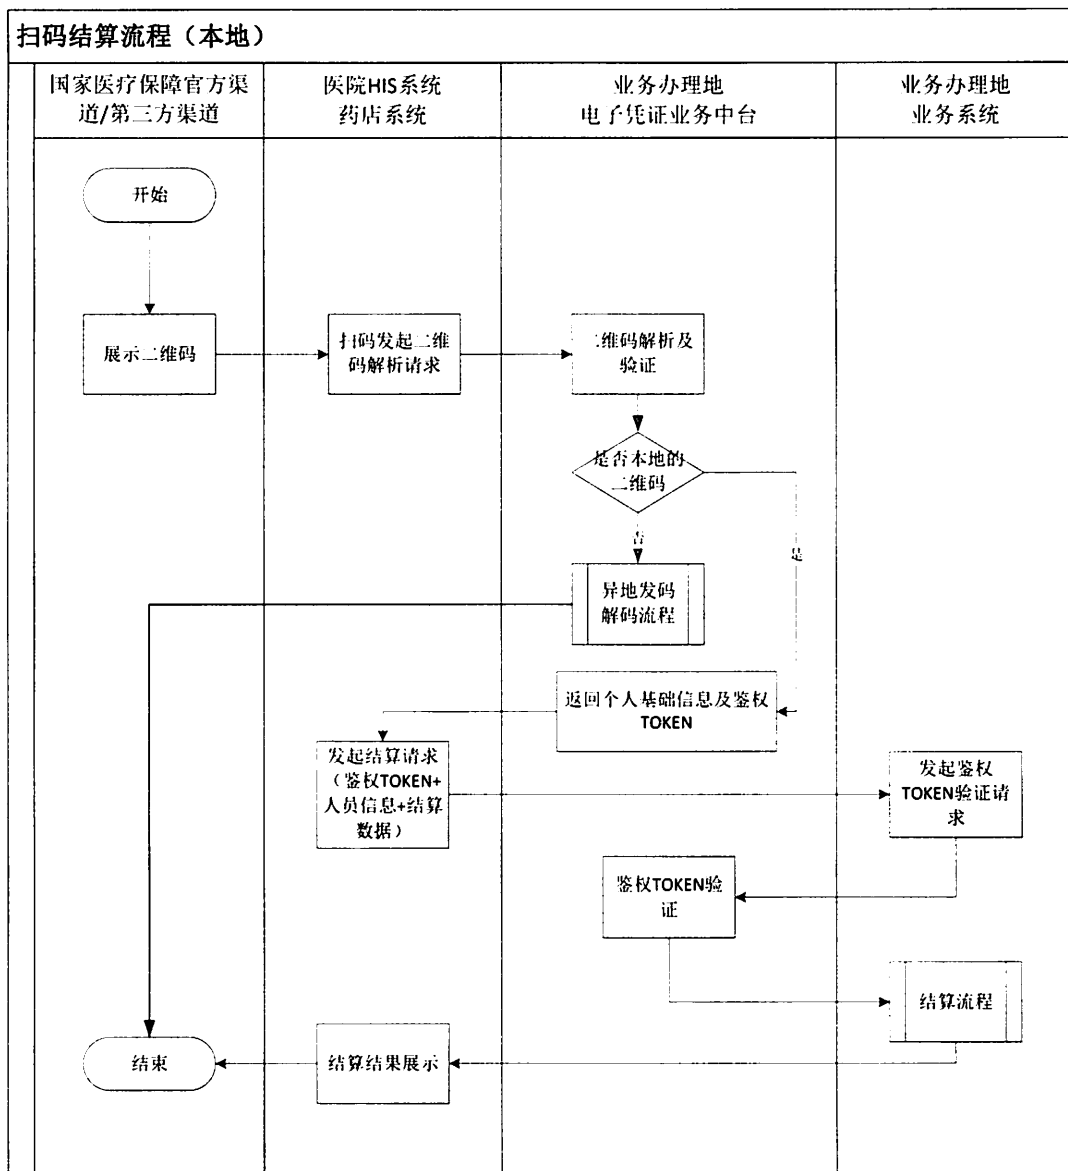 扫码结算流程（本地）
国家医疗保障官方渠
道/第三方渠道
医院HIS系统
药店系统
业务办理地
电子凭证业务中台
业务办理地
业务系统
开始
展示二维码
扫码发起二维
码解析请求
二维码解析及
验证
是否本地的
二维码
否
是
异地发码
解码流程
返回个人基础信息及鉴权
TOKEN
发起结算请求
（鉴权TOKEN+
人员信息+结算
数据）
发起鉴权
TOKEN验证请
求
鉴权TOKEN验
证
结算流程
结算结果展示
结束